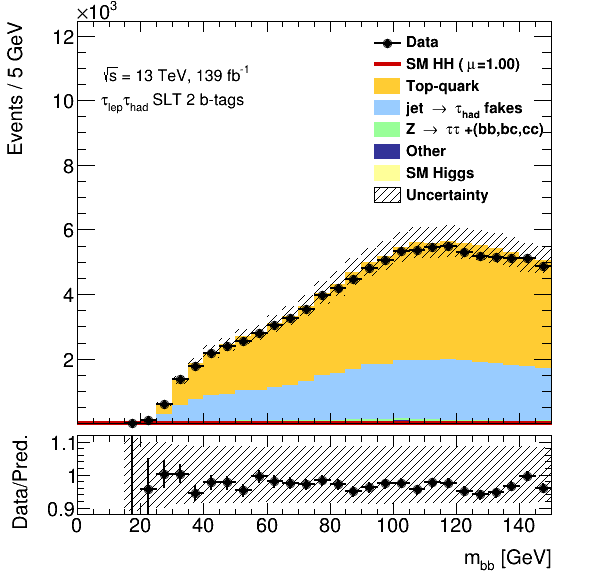 ×10³
12
10
8
6
4
2
Events / 5 GeV
√s = 13 TeV, 139 fb⁻¹
τlepτhad SLT 2 b-tags
Data
SM HH ( μ=1.00)
Top-quark
jet → τhad fakes
Z → ττ +(bb,bc,cc)
Other
SM Higgs
Uncertainty
Data/Pred.
1.1
1
0.9
0 20 40 60 80 100 120 140
mbb [GeV]